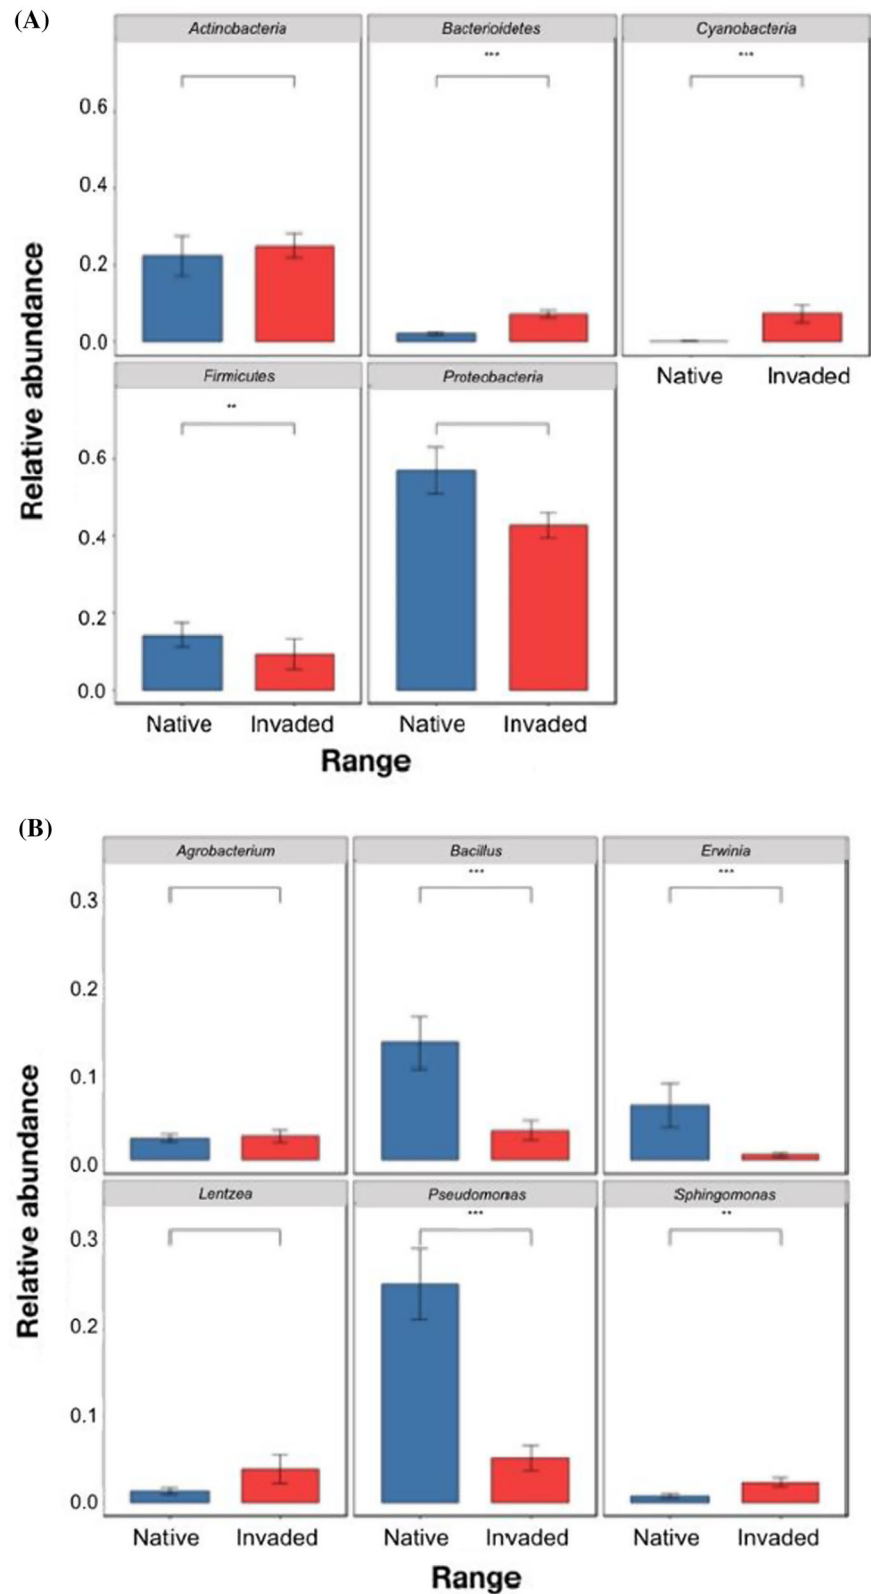 (A)
Actinobacteria Bacterioidetes Cyanobacteria
*** ***
0.6
0.4
0.2
0.0
Native Invaded
Firmicutes Proteobacteria
**
0.6
0.4
0.2
0.0
Native Invaded Native Invaded
Relative abundance
Range
(B)
Agrobacterium Bacillus Erwinia
*** ***
0.3
0.2
0.1
0.0
Lentzea Pseudomonas Sphingomonas
*** **
0.3
0.2
0.1
0.0
Native Invaded Native Invaded Native Invaded
Relative abundance
Relative abundance
Range